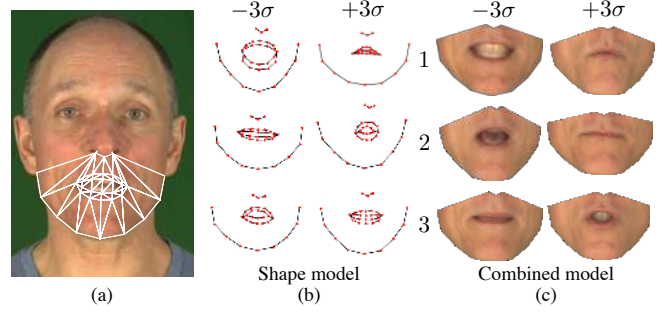 −3σ +3σ −3σ +3σ
1
2
3
Shape model Combined model
(a) (b) (c)